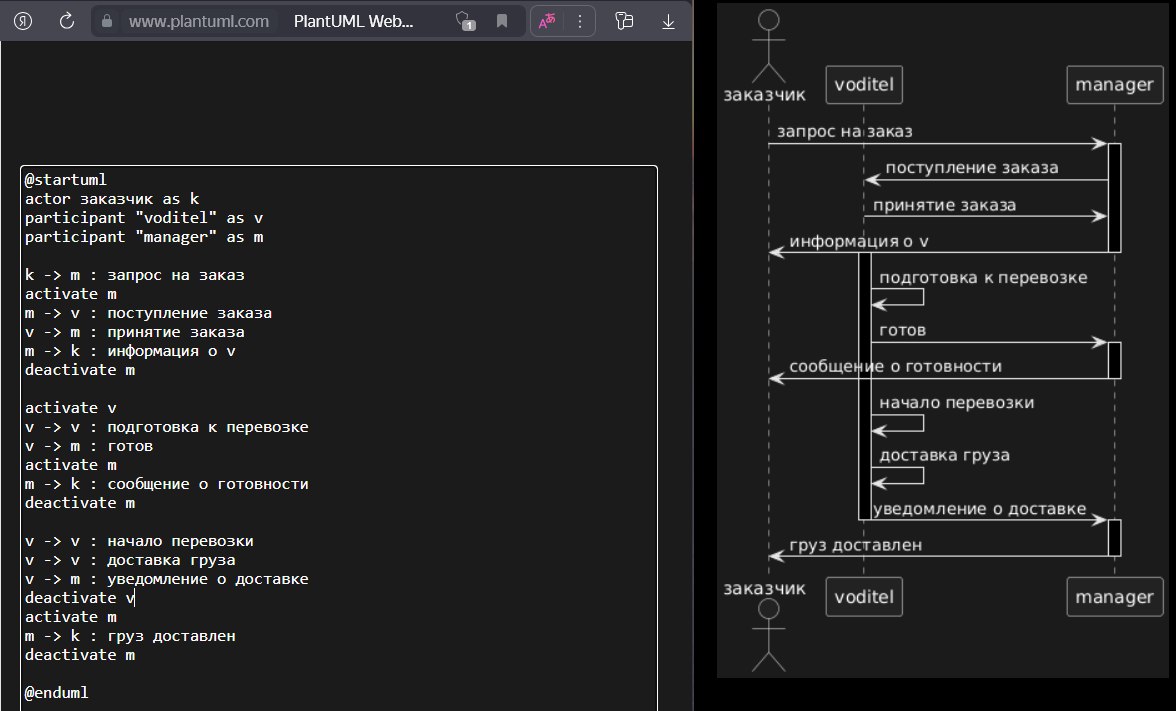 www.plantuml.com PlantUML Web...
1
@startuml
actor заказчик as k
participant "voditel" as v
participant "manager" as m
k -> m : запрос на заказ
activate m
m -> v : поступление заказа
v -> m : принятие заказа
m -> k : информация о v
deactivate m
activate v
v -> v : подготовка к перевозке
v -> m : готов
activate m
m -> k : сообщение о готовности
deactivate m
v -> v : начало перевозки
v -> v : доставка груза
v -> m : уведомление о доставке
deactivate v
activate m
m -> k : груз доставлен
deactivate m
@enduml
заказчик
voditel
manager
запрос на заказ
поступление заказа
принятие заказа
информация о v
подготовка к перевозке
готов
сообщение о готовности
начало перевозки
доставка груза
уведомление о доставке
груз доставлен
заказчик
voditel
manager